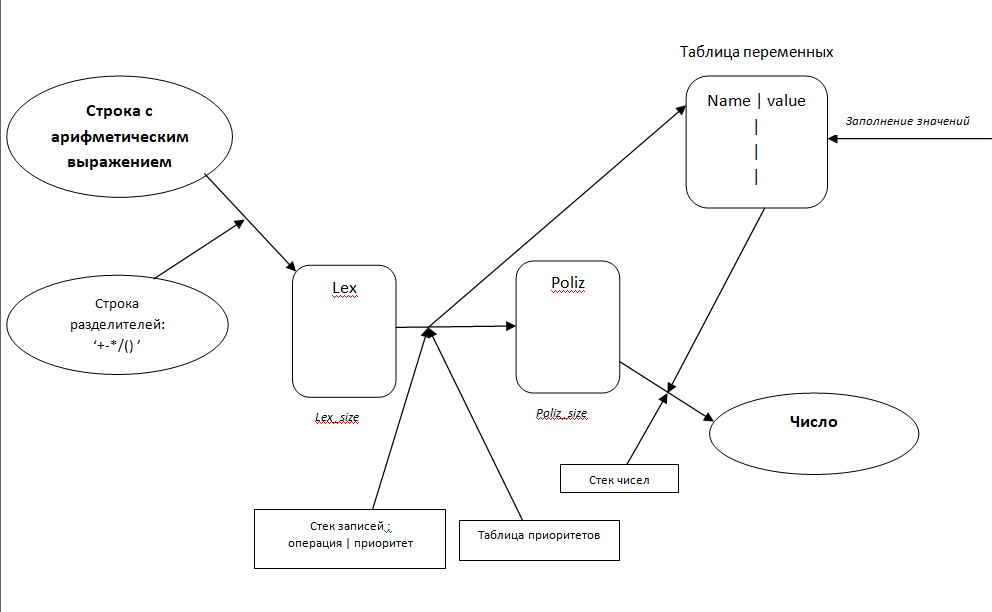 Таблица переменных
Name | value
|
|
|
Заполнение значений
Строка с
арифметическим
выражением
Строка
разделителей:
‘+-*/() ’
Lex
Lex_size
Poliz
Poliz_size
Число
Стек чисел
Стек записей :
операция | приоритет
Таблица приоритетов